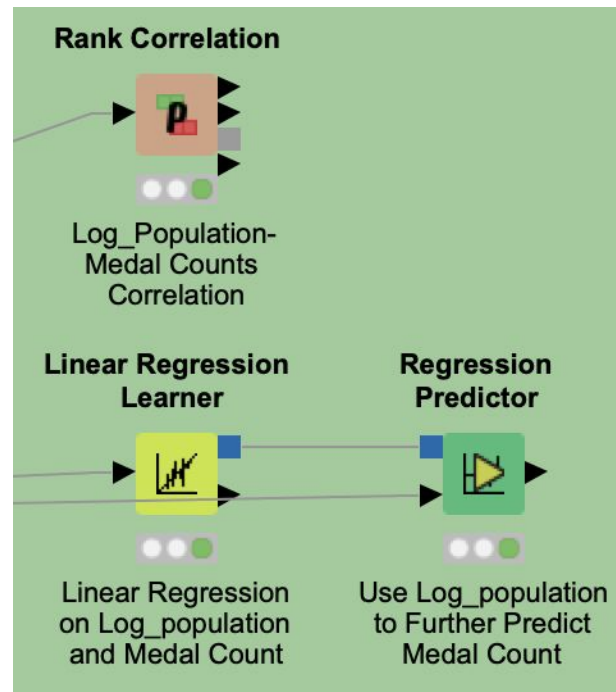 Rank Correlation
ρ
Log_Population-
Medal Counts
Correlation
Linear Regression
Learner
Regression
Predictor
Linear Regression
on Log_population
and Medal Count
Use Log_population
to Further Predict
Medal Count